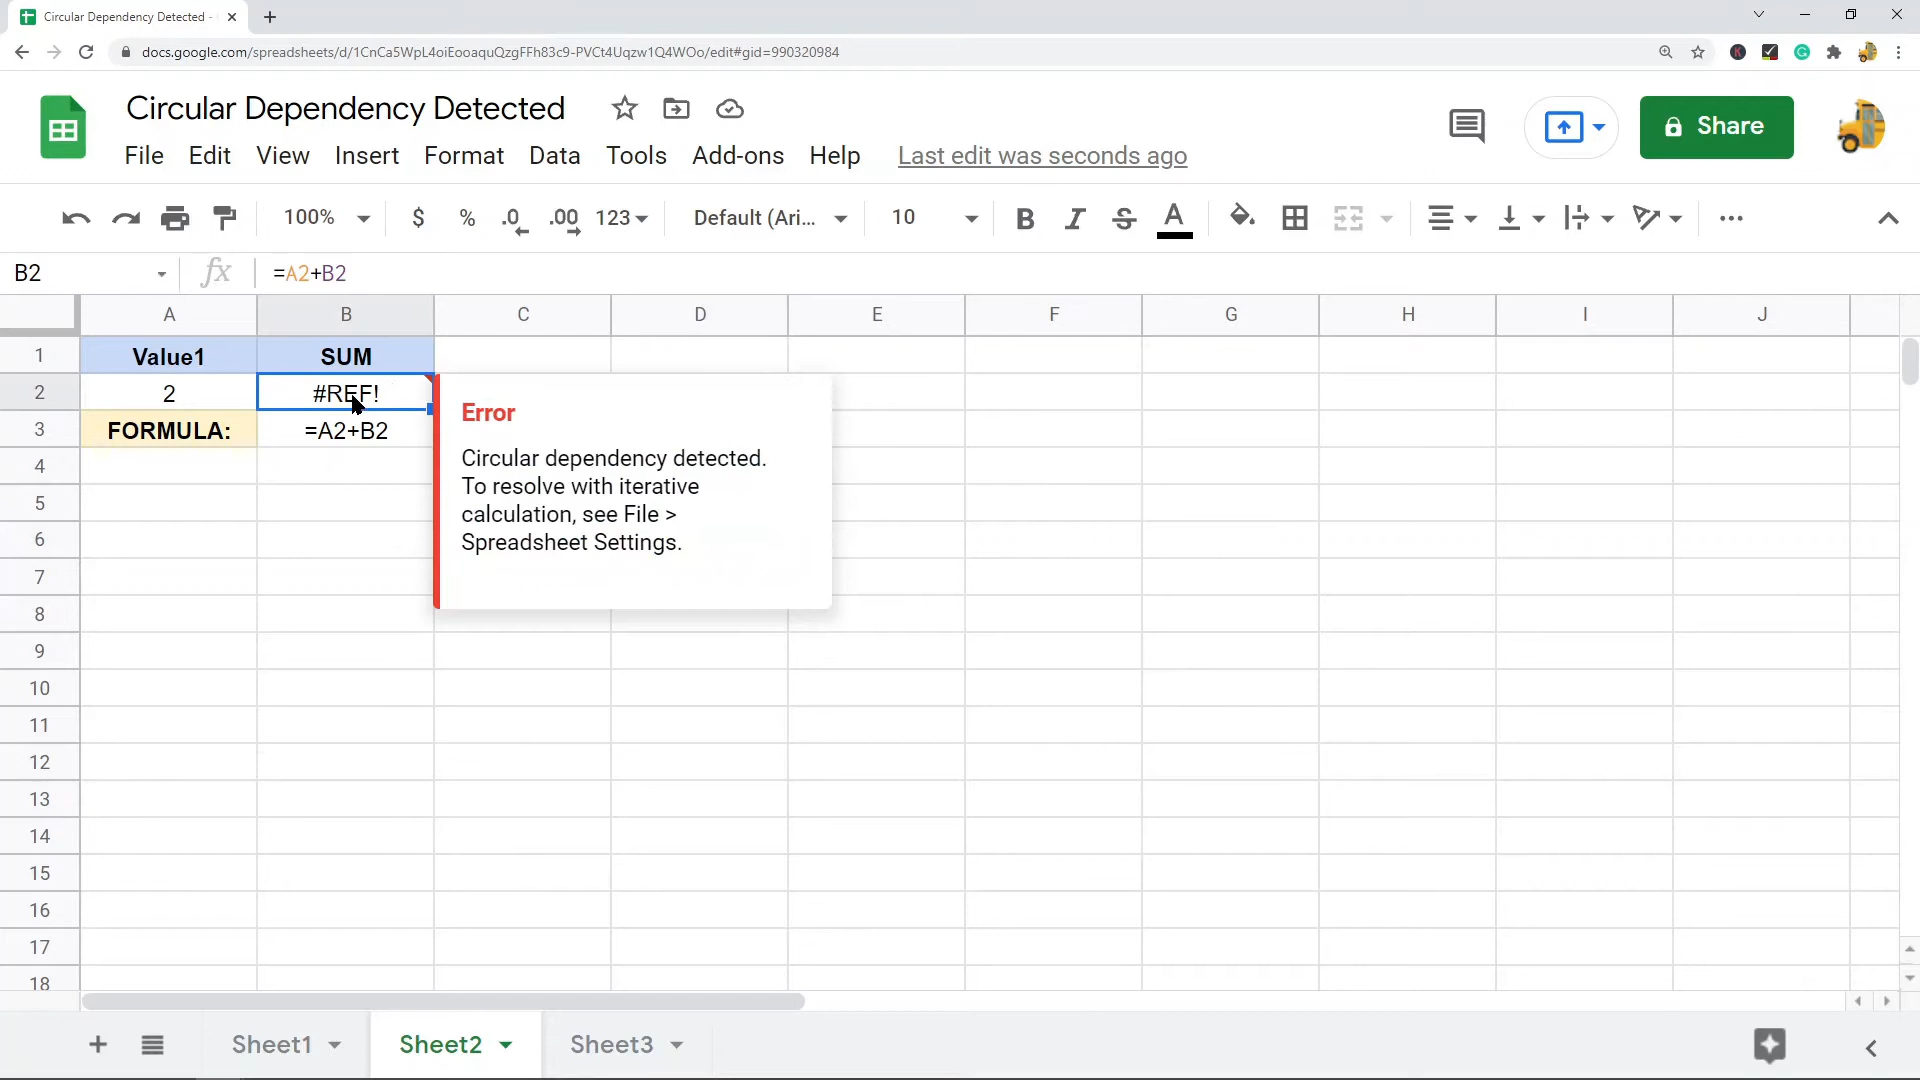 Circular Dependency Detected -
docs.google.com/spreadsheets/d/1CnCa5WpL4oiEooaquQzgFFh83c9-PVCt4Uqzw1Q4WOo/edit#gid=990320984
Circular Dependency Detected
Share
File Edit View Insert Format Data Tools Add-ons Help Last edit was seconds ago
100% $ % .0 .00 123 Default (Ari... 10 B I S A
B2 fx =A2+B2
A B C D E F G H I J
1 Value1 SUM
2 2 #REF!
3 FORMULA: =A2+B2
Error
Circular dependency detected.
To resolve with iterative
calculation, see File >
Spreadsheet Settings.
4
5
6
7
8
9
10
11
12
13
14
15
16
17
18
Sheet1 Sheet2 Sheet3